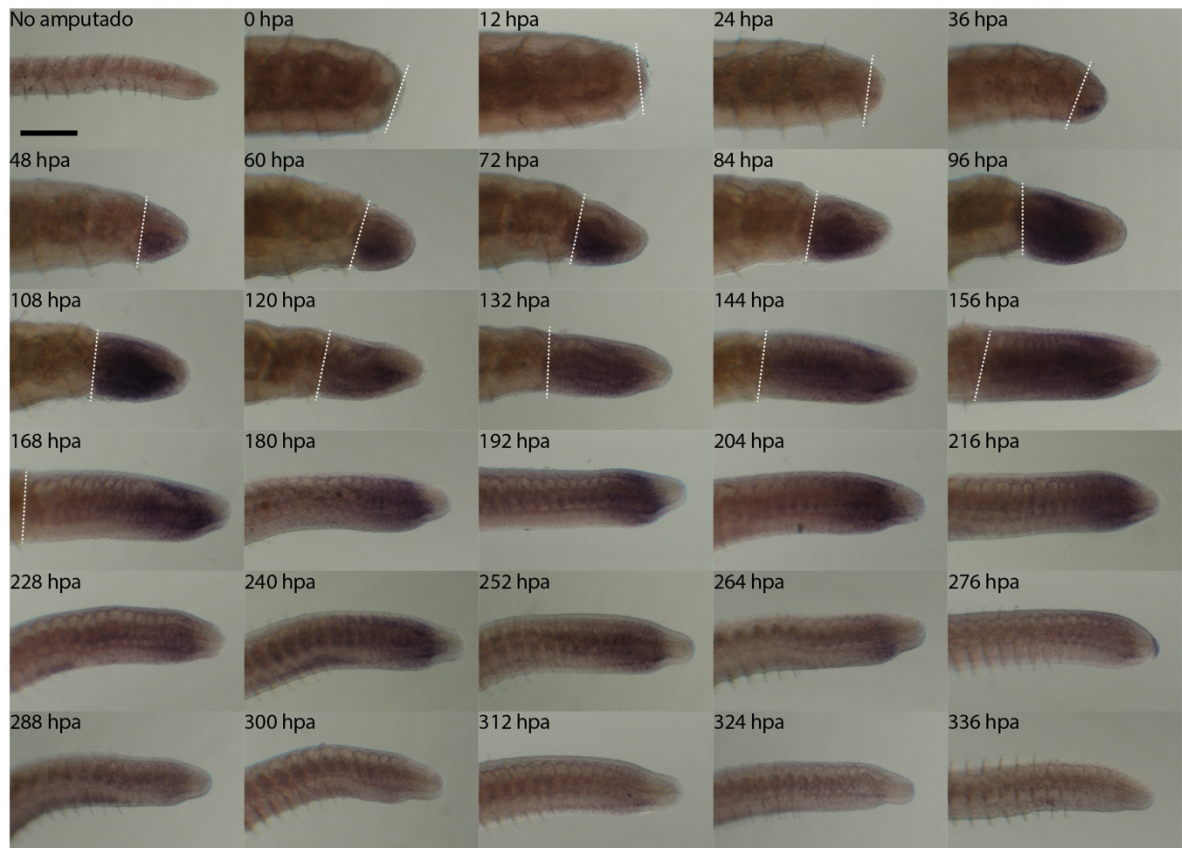 No amputado 0 hpa 12 hpa 24 hpa 36 hpa
48 hpa 60 hpa 72 hpa 84 hpa 96 hpa
108 hpa 120 hpa 132 hpa 144 hpa 156 hpa
168 hpa 180 hpa 192 hpa 204 hpa 216 hpa
228 hpa 240 hpa 252 hpa 264 hpa 276 hpa
288 hpa 300 hpa 312 hpa 324 hpa 336 hpa